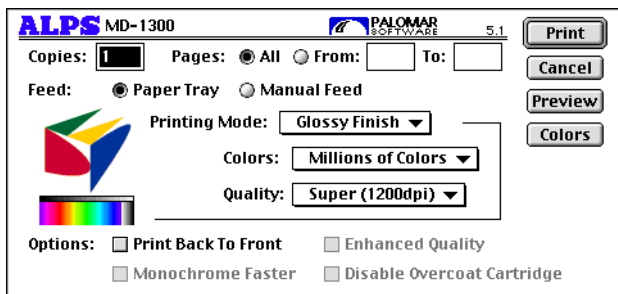 ALPS MD-1300 PALOMAR SOFTWARE 5.1 Print
Copies: 1 Pages: All From: To:
Cancel
Feed: Paper Tray Manual Feed
Preview
Printing Mode: Glossy Finish
Colors
Colors: Millions of Colors
Quality: Super (1200dpi)
Options: Print Back To Front Enhanced Quality
Monochrome Faster Disable Overcoat Cartridge